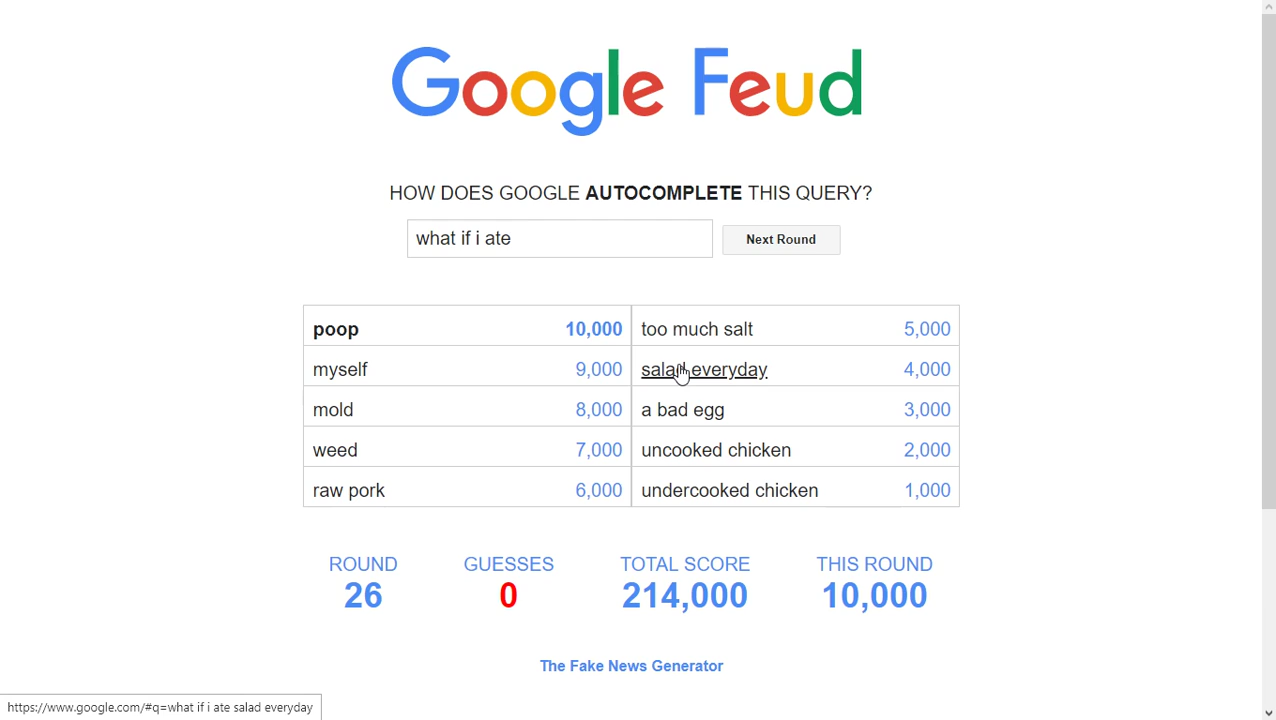 Google Feud
HOW DOES GOOGLE AUTOCOMPLETE THIS QUERY?
what if i ate
Next Round
poop 10,000
too much salt 5,000
myself 9,000
salad everyday 4,000
mold 8,000
a bad egg 3,000
weed 7,000
uncooked chicken 2,000
raw pork 6,000
undercooked chicken 1,000
ROUND GUESSES TOTAL SCORE THIS ROUND
26 0 214,000 10,000
The Fake News Generator
https://www.google.com/#q=what if i ate salad everyday